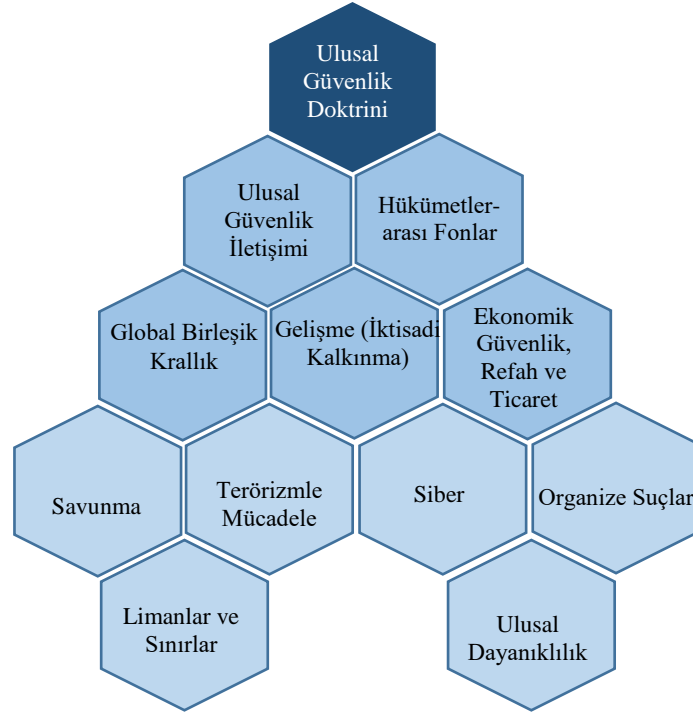 Ulusal
Güvenlik
Doktrini
Ulusal
Güvenlik
İletişimi
Hükümetler-
arası Fonlar
Global Birleşik
Krallık
Gelişme (İktisadi
Kalkınma)
Ekonomik
Güvenlik,
Refah ve
Ticaret
Savunma
Terörizmle
Mücadele
Siber
Organize Suçlar
Limanlar ve
Sınırlar
Ulusal
Dayanıklılık